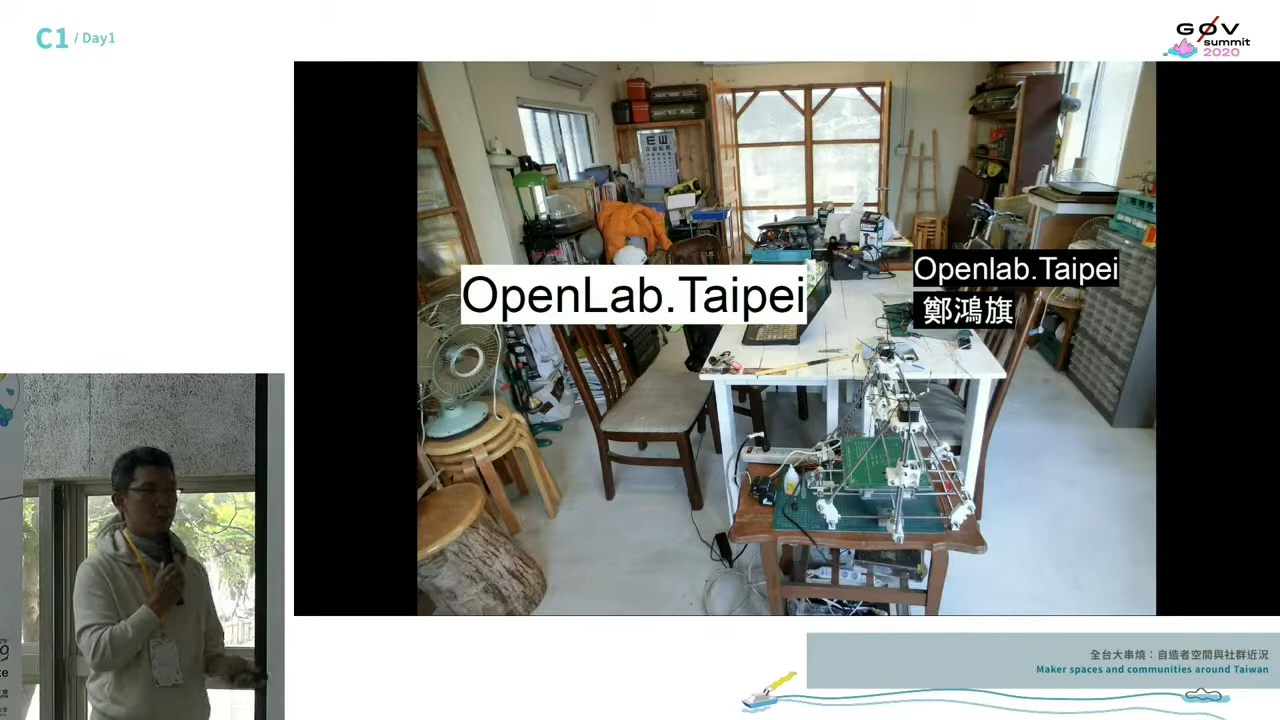 C1 / Day1
GØV
summit
2020
E W
OpenLab.Taipei
Openlab.Taipei
鄭鴻旗
全台大串燒：自造者空間與社群近況
Maker spaces and communities around Taiwan